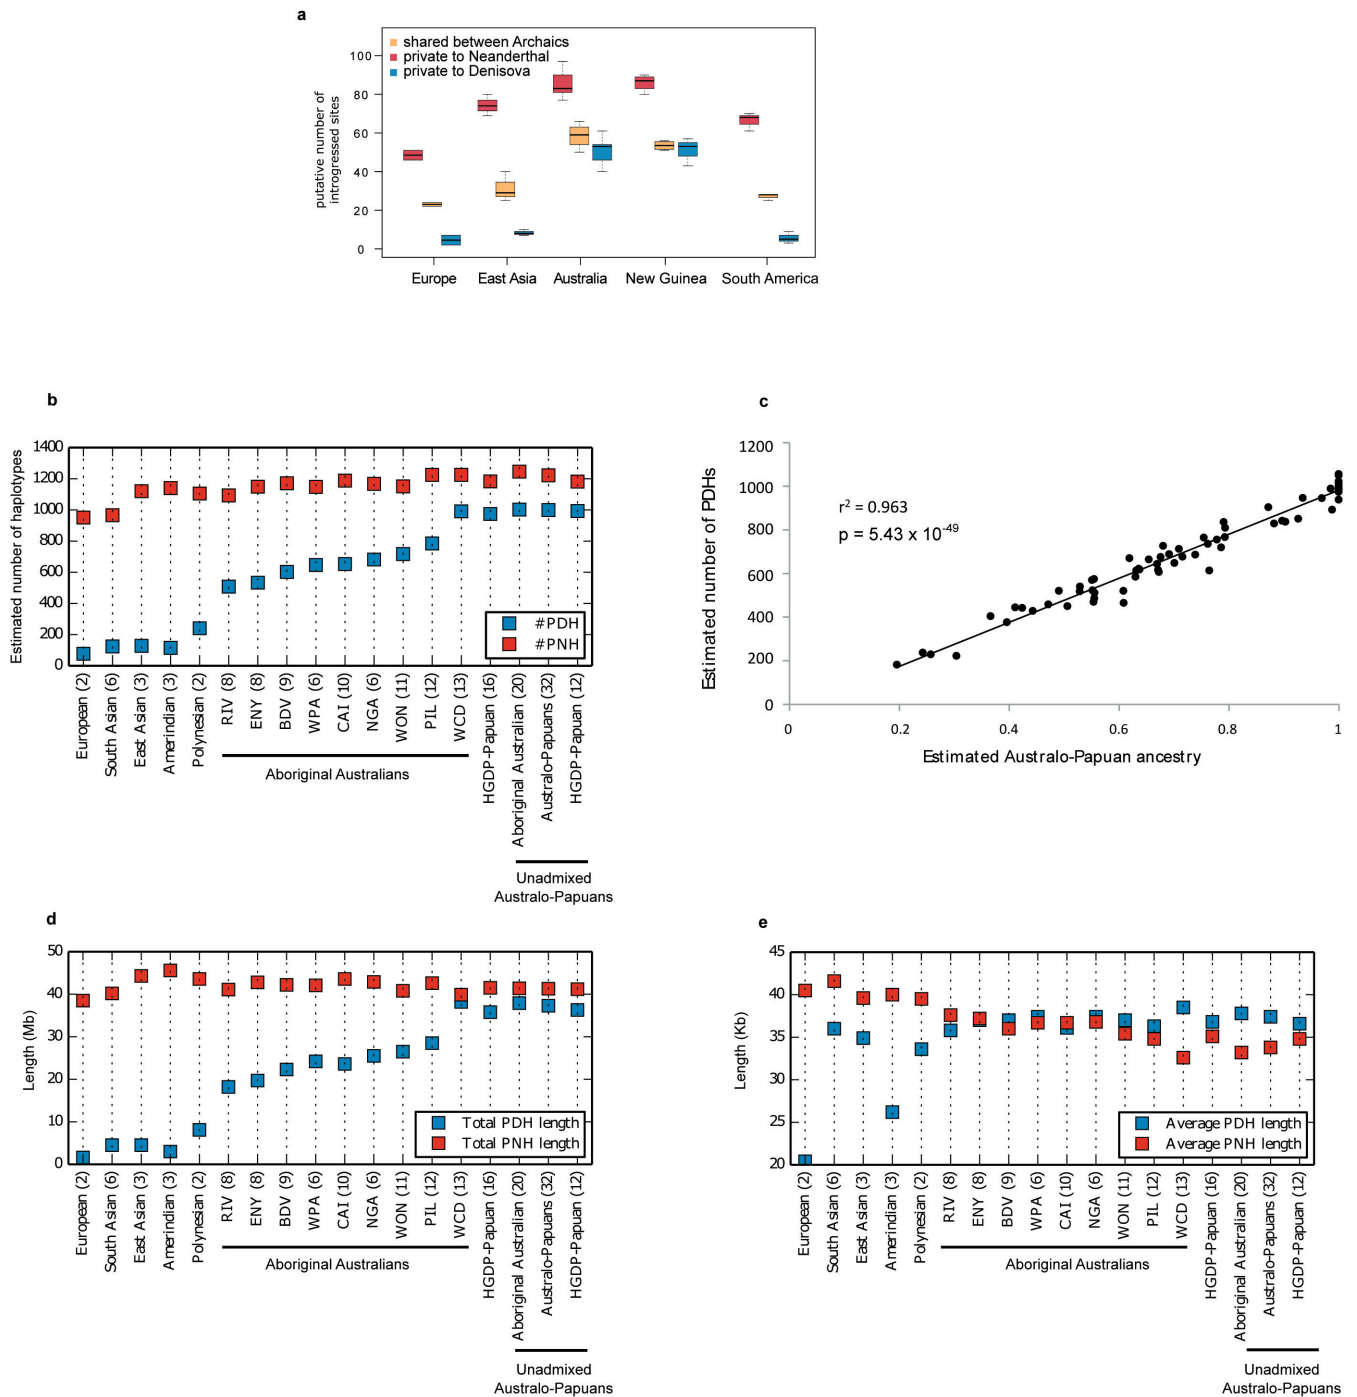 a
shared between Archaics
private to Neanderthal
private to Denisova
putative number of
introgressed sites
100
80
60
40
20
0
Europe
East Asia
Australia
New Guinea
South America
b
Estimated number of haplotypes
1400
1200
1000
800
600
400
200
0
#PDH
#PNH
European (2)
South Asian (6)
East Asian (3)
Amerindian (3)
Polynesian (2)
RIV (8)
ENY (8)
BDV (9)
WPA (6)
CAI (10)
NGA (6)
WON (11)
PIL (12)
WCD (13)
HGDP-Papuan (16)
Aboriginal Australian (20)
Australo-Papuans (32)
HGDP-Papuan (12)
Aboriginal Australians
Unadmixed
Australo-Papuans
c
Estimated number of PDHs
1200
1000
800
600
400
200
0
r² = 0.963
p = 5.43 x 10⁻⁴⁹
0
0.2
0.4
0.6
0.8
1
Estimated Australo-Papuan ancestry
d
Length (Mb)
50
40
30
20
10
0
Total PDH length
Total PNH length
European (2)
South Asian (6)
East Asian (3)
Amerindian (3)
Polynesian (2)
RIV (8)
ENY (8)
BDV (9)
WPA (6)
CAI (10)
NGA (6)
WON (11)
PIL (12)
WCD (13)
HGDP-Papuan (16)
Aboriginal Australian (20)
Australo-Papuans (32)
HGDP-Papuan (12)
Aboriginal Australians
Unadmixed
Australo-Papuans
e
Length (Kb)
45
40
35
30
25
20
Average PDH length
Average PNH length
European (2)
South Asian (6)
East Asian (3)
Amerindian (3)
Polynesian (2)
RIV (8)
ENY (8)
BDV (9)
WPA (6)
CAI (10)
NGA (6)
WON (11)
PIL (12)
WCD (13)
HGDP-Papuan (16)
Aboriginal Australian (20)
Australo-Papuans (32)
HGDP-Papuan (12)
Aboriginal Australians
Unadmixed
Australo-Papuans